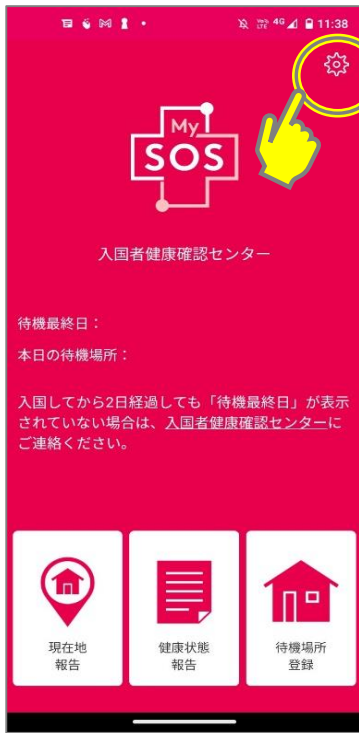 VoLTE 4G 11:38
My
SOS
入国者健康確認センター
待機最終日：
本日の待機場所：
入国してから2日経過しても「待機最終日」が表示
されていない場合は、入国者健康確認センターに
ご連絡ください。
現在地
報告
健康状態
報告
待機場所
登録